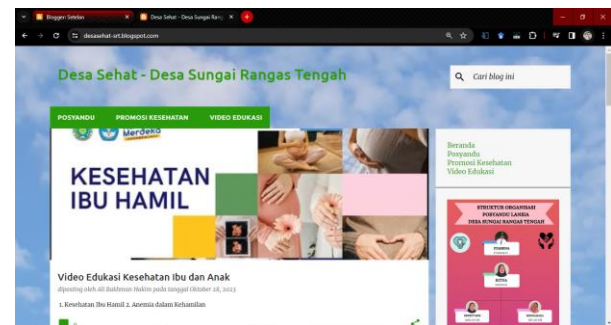 Blogger: Setelan
Desa Sehat - Desa Sungai Rang
desasehat-srt.blogspot.com
Desa Sehat - Desa Sungai Rangas Tengah
Cari blog ini
POSYANDU
PROMOSI KESEHATAN
VIDEO EDUKASI
Merdeka
KESEHATAN
IBU HAMIL
Beranda
Posyandu
Promosi Kesehatan
Video Edukasi
STRUKTUR ORGANISASI
POSYANDU LANSIA
DESA SUNGAI RANGAS TENGAH
Video Edukasi Kesehatan Ibu dan Anak
diposting oleh Ali Rakhman Hakim pada tanggal Oktober 28, 2023
1. Kesehatan Ibu Hamil 2. Anemia dalam Kehamilan